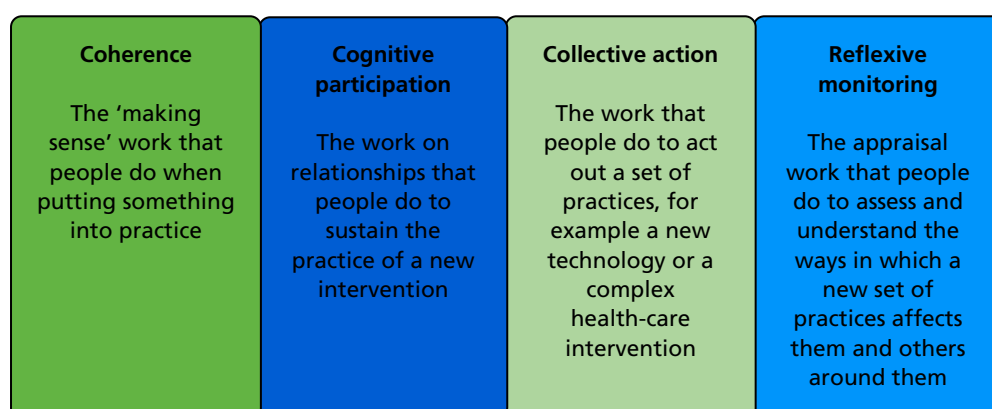 Coherence
The ‘making
sense’ work that
people do when
putting something
into practice
Cognitive
participation
The work on
relationships that
people do to
sustain the
practice of a new
intervention
Collective action
The work that
people do to act
out a set of
practices, for
example a new
technology or a
complex
health-care
intervention
Reflexive
monitoring
The appraisal
work that people
do to assess and
understand the
ways in which a
new set of
practices affects
them and others
around them